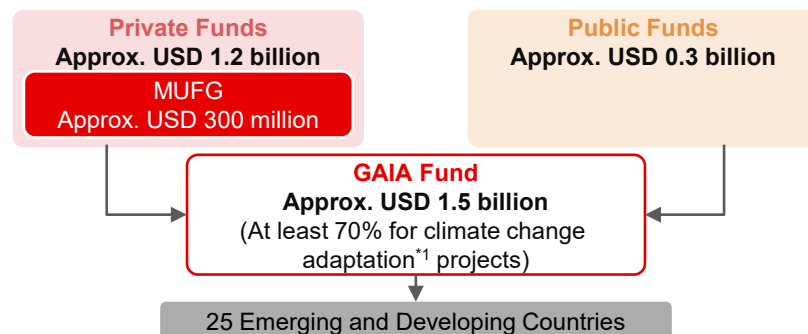 Private Funds
Approx. USD 1.2 billion
MUFG
Approx. USD 300 million
Public Funds
Approx. USD 0.3 billion
GAIA Fund
Approx. USD 1.5 billion
(At least 70% for climate change
adaptation*1 projects)
25 Emerging and Developing Countries